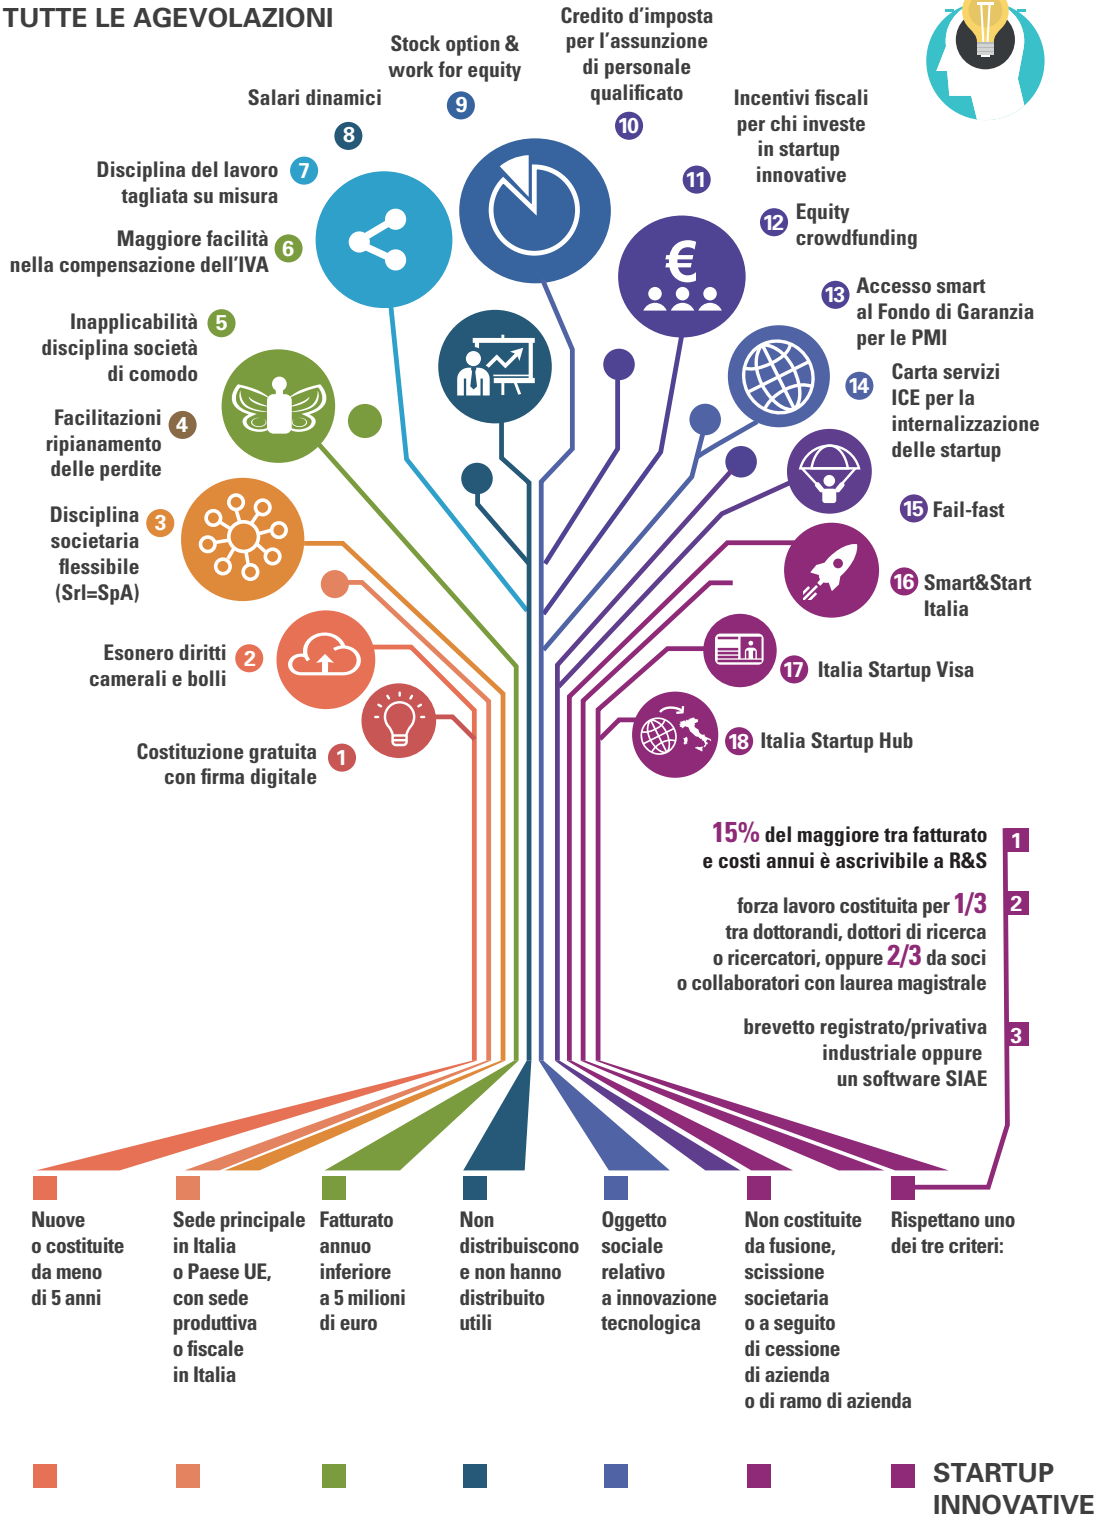 TUTTE LE AGEVOLAZIONI
Costituzione gratuita
con firma digitale
1
Esonero diritti
camerali e bolli
2
Disciplina
societaria
flessibile
(Srl=SpA)
3
Facilitazioni
ripianamento
delle perdite
4
Inapplicabilità
disciplina società
di comodo
5
Maggiore facilità
nella compensazione dell'IVA
6
Disciplina del lavoro
tagliata su misura
7
Salari dinamici
8
Stock option &
work for equity
9
Credito d'imposta
per l'assunzione
di personale
qualificato
10
Incentivi fiscali
per chi investe
in startup
innovative
11
12
Equity
crowdfunding
13
Accesso smart
al Fondo di Garanzia
per le PMI
14
Carta servizi
ICE per la
internalizzazione
delle startup
15 Fail-fast
16 Smart&Start
Italia
17 Italia Startup Visa
18 Italia Startup Hub
€
15% del maggiore tra fatturato
e costi annui è ascrivibile a R&S
1
forza lavoro costituita per 1/3
tra dottorandi, dottori di ricerca
o ricercatori, oppure 2/3 da soci
o collaboratori con laurea magistrale
2
brevetto registrato/privativa
industriale oppure
un software SIAE
3
Nuove
o costituite
da meno
di 5 anni
Sede principale
in Italia
o Paese UE,
con sede
produttiva
o fiscale
in Italia
Fatturato
annuo
inferiore
a 5 milioni
di euro
Non
distribuiscono
e non hanno
distribuito
utili
Oggetto
sociale
relativo
a innovazione
tecnologica
Non costituite
da fusione,
scissione
societaria
o a seguito
di cessione
di azienda
o di ramo di azienda
Rispettano uno
dei tre criteri:
STARTUP
INNOVATIVE